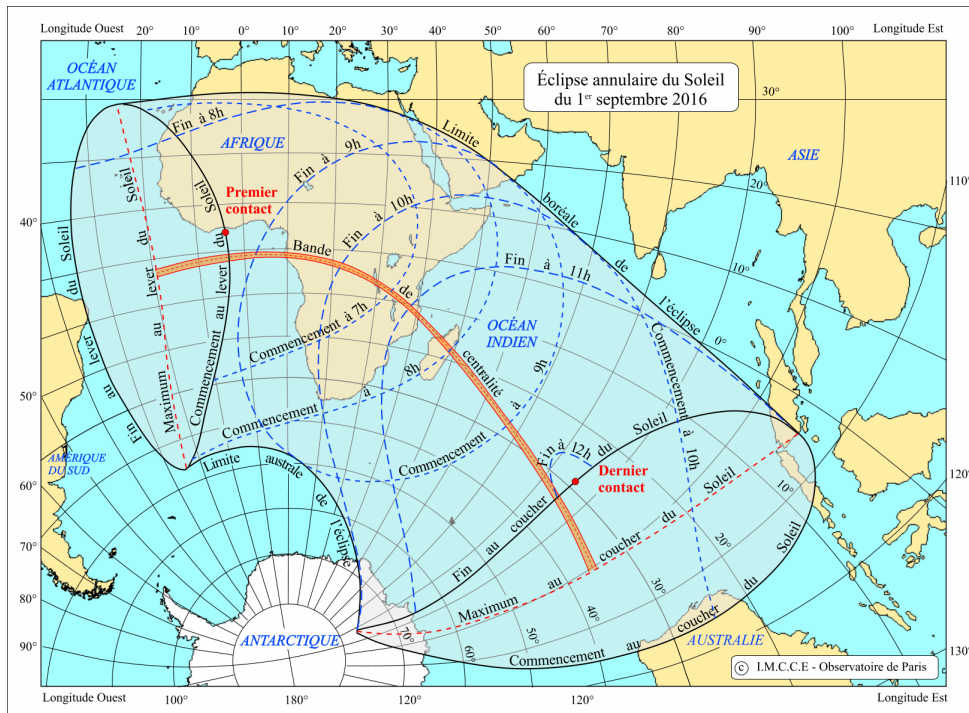 Longitude Ouest
Longitude Est
20° 10° 0° 10° 20° 30° 35° 40° 50° 55° 60° 65° 70° 80° 90° 100°
OCÉAN
ATLANTIQUE
Éclipse annulaire du Soleil
du 1er septembre 2016
30°
Fin à 8h
AFRIQUE
Fin à 9h
Limite boréale de l'éclipse
ASIE
20°
110°
Premier
contact
Fin à 10h
40°
Bande de centralité
Fin à 11h
10°
Fin au lever du Soleil
Maximum au lever du Soleil
Commencement au lever du Soleil
Commencement à 7h
OCÉAN
INDIEN
0°
Commencement à 8h
Commencement à 9h
Commencement à 10h
50°
Limite australe de l'éclipse
AMÉRIQUE
DU SUD
Fin à 12h
Dernier
contact
10°
60°
Fin au coucher du Soleil
Maximum au coucher du Soleil
20°
70°
30°
80°
40°
50°
60°
70°
ANTARCTIQUE
Commencement au coucher du Soleil
AUSTRALIE
90°
130°
© I.M.C.C.E - Observatoire de Paris
Longitude Ouest
100° 180° 120° 120°
Longitude Est